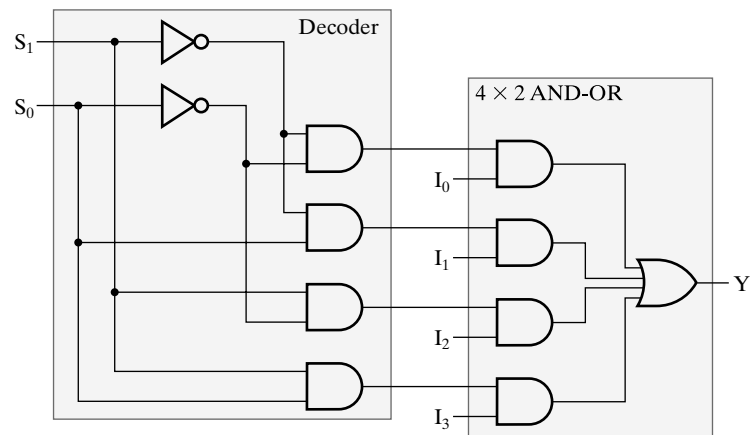 Decoder
S₁
S₀
4 × 2 AND-OR
I₀
I₁
I₂
I₃
Y